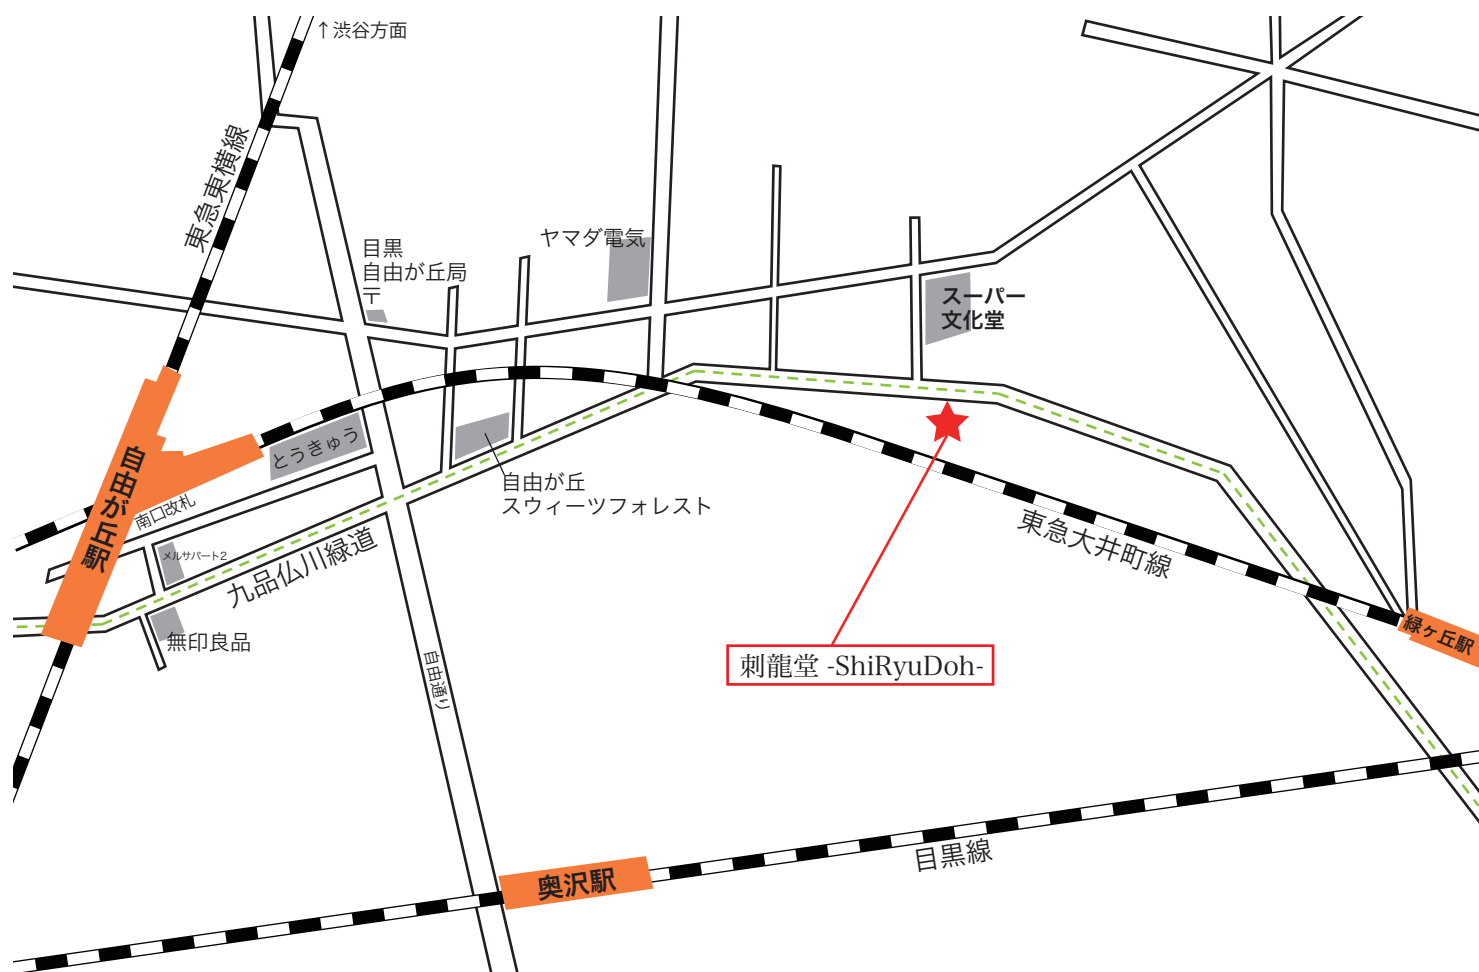 ↑渋谷方面
東急東横線
目黒
自由が丘局
〒
ヤマダ電気
スーパー
文化堂
とうきゅう
自由が丘駅
南口改札
メルサパート2
自由が丘
スウィーツフォレスト
九品仏川緑道
無印良品
自由通り
東急大井町線
緑ヶ丘駅
刺龍堂 -ShiRyuDoh-
目黒線
奥沢駅